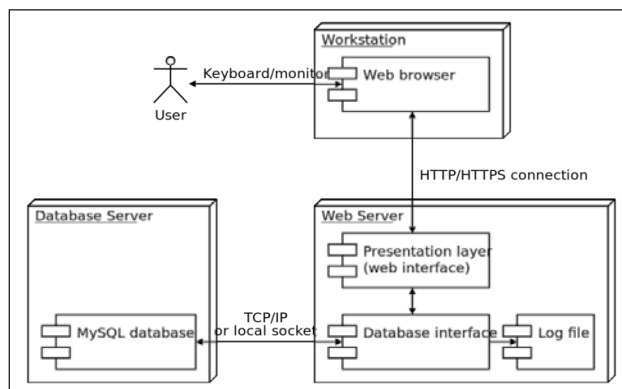 Workstation
Keyboard/monitor
Web browser
User
HTTP/HTTPS connection
Database Server
Web Server
Presentation layer
(web interface)
TCP/IP
or local socket
MySQL database
Database interface
Log file